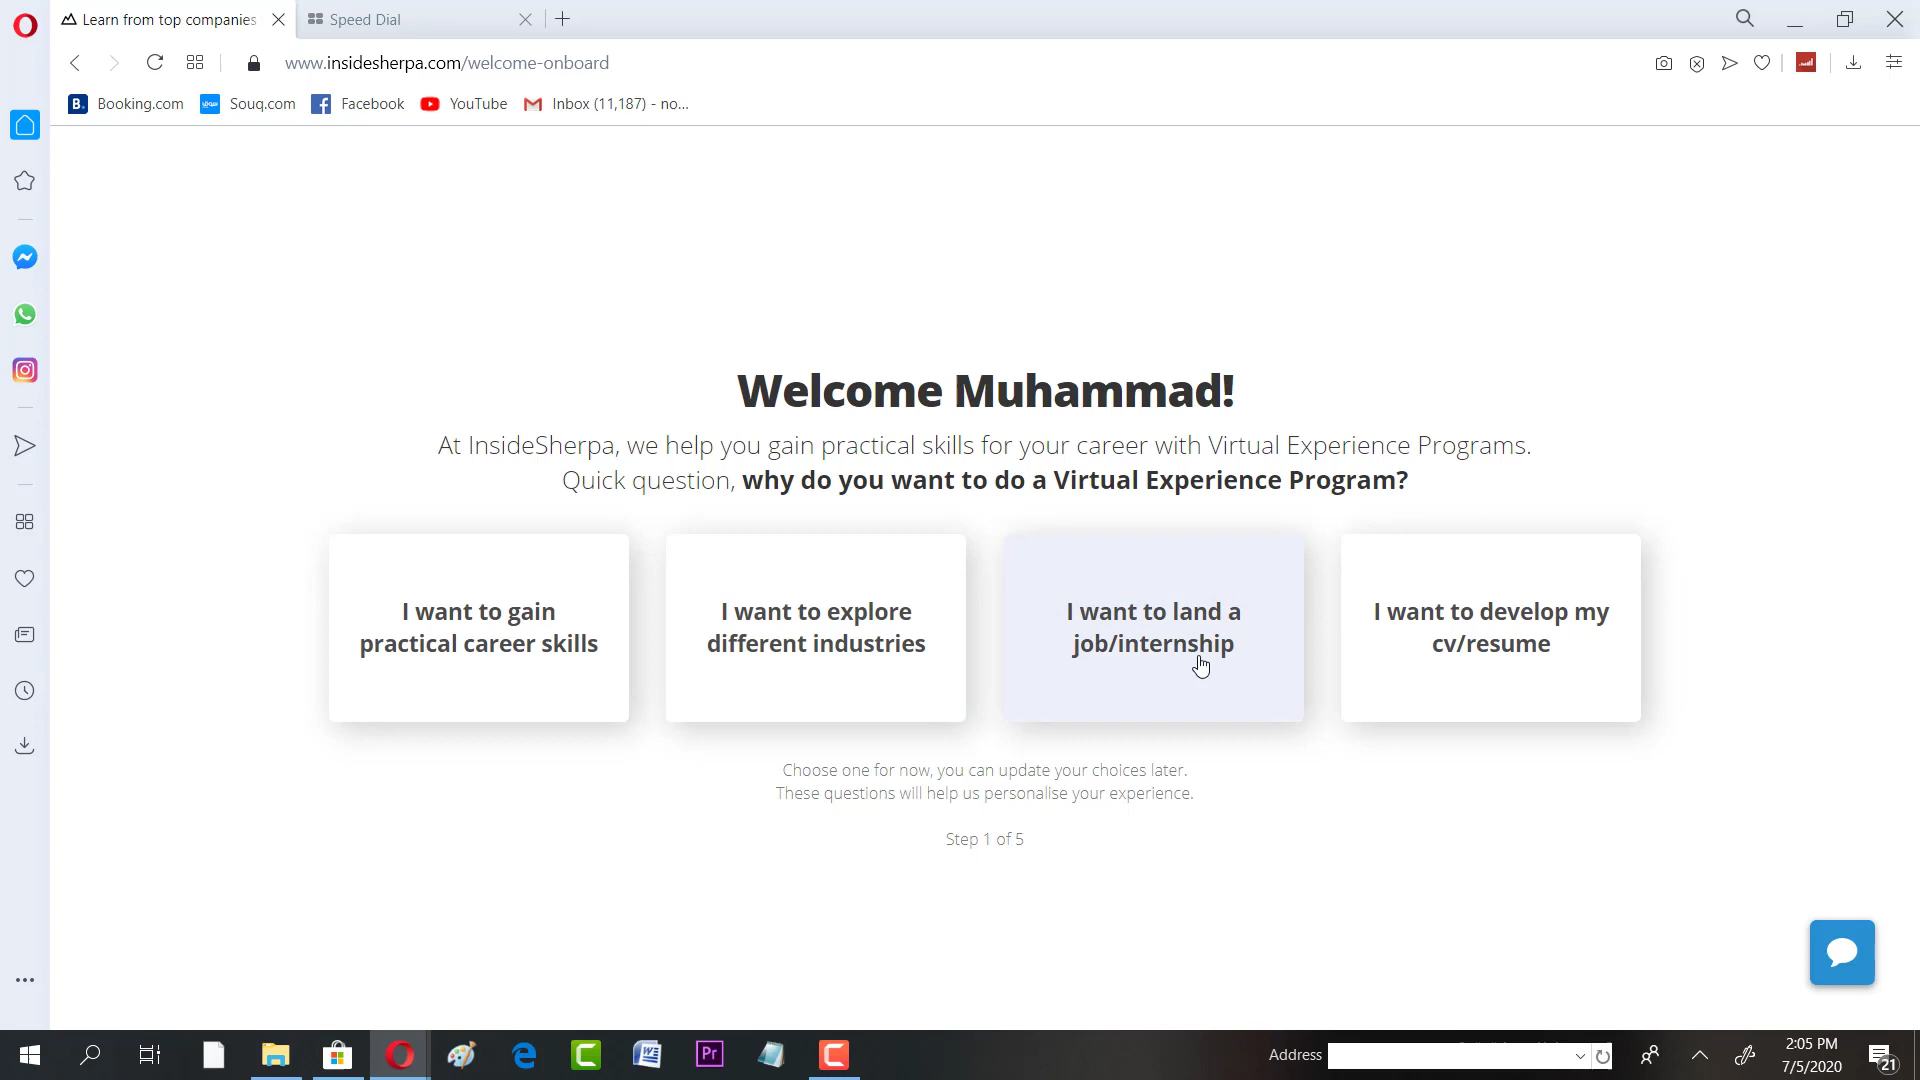 Learn from top companies
Speed Dial
www.insidesherpa.com/welcome-onboard
Booking.com
Souq.com
Facebook
YouTube
Inbox (11,187) - no...
Welcome Muhammad!
At InsideSherpa, we help you gain practical skills for your career with Virtual Experience Programs.
Quick question, why do you want to do a Virtual Experience Program?
I want to gain
practical career skills
I want to explore
different industries
I want to land a
job/internship
I want to develop my
cv/resume
Choose one for now, you can update your choices later.
These questions will help us personalise your experience.
Step 1 of 5
Address
2:05 PM
7/5/2020
21